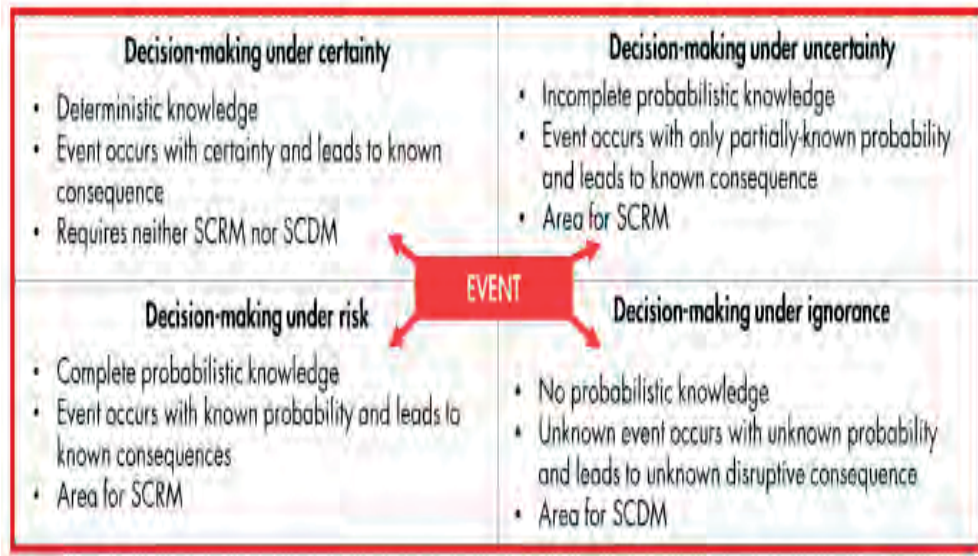 Decision-making under certainty
• Deterministic knowledge
• Event occurs with certainty and leads to known
consequence
• Requires neither SCRM nor SCDM
Decision-making under uncertainty
• Incomplete probabilistic knowledge
• Event occurs with only partially-known probability
and leads to known consequence
• Area for SCRM
EVENT
Decision-making under risk
• Complete probabilistic knowledge
• Event occurs with known probability and leads to
known consequences
• Area for SCRM
Decision-making under ignorance
• No probabilistic knowledge
• Unknown event occurs with unknown probability
and leads to unknown disruptive consequence
• Area for SCDM